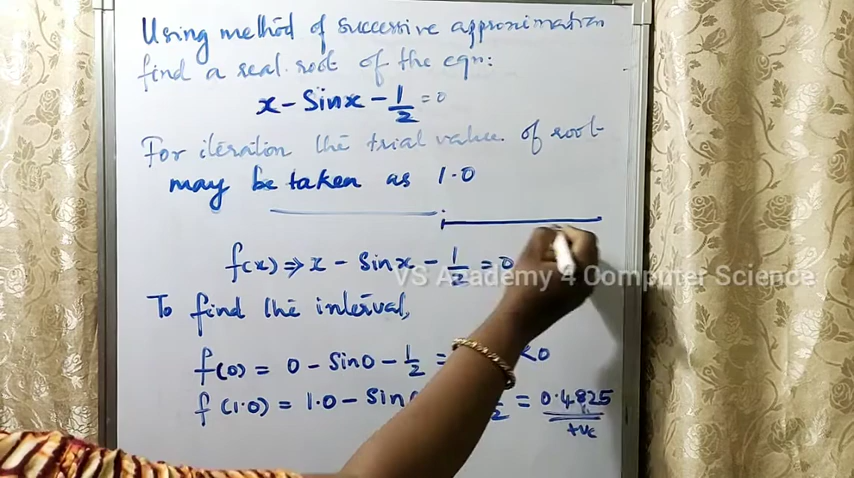 Using method of successive approximation
find a real root of the eqn:
x - Sinx - 1/2 = 0
For iteration the trial value of root
may be taken as 1.0
f(x) ⇒ x - Sinx - 1/2 = 0
VS Academy 4 Computer Science
To find the interval,
f(0) = 0 - Sin0 - 1/2 = <0
f(1.0) = 1.0 - Sin 2 = 0.4825
+ve